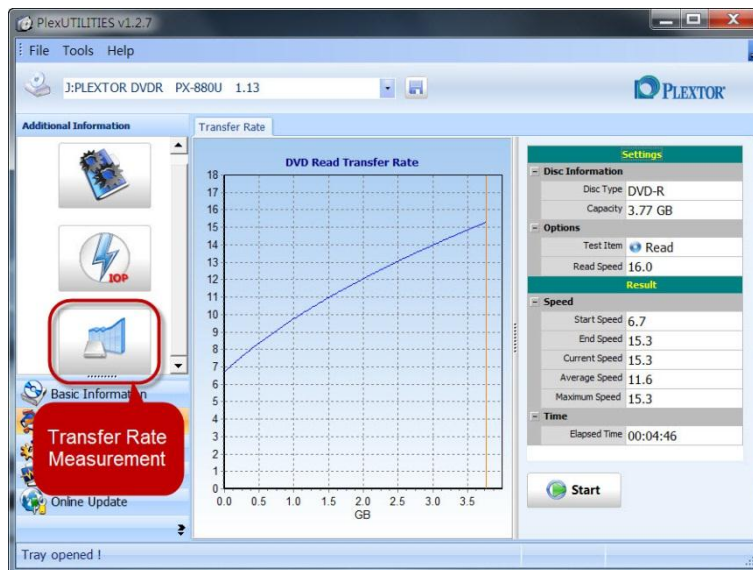 PlexUTILITIES v1.2.7
File Tools Help
J:PLEXTOR DVDR PX-880U 1.13
PLEXTOR
Additional Information
Transfer Rate
IOP
Basic Information
Transfer Rate
Measurement
Online Update
DVD Read Transfer Rate
18
17
16
15
14
13
12
11
10
9
8
7
6
5
4
3
2
1
0
0.0 0.5 1.0 1.5 2.0 2.5 3.0 3.5
GB
Settings
Disc Information
Disc Type DVD-R
Capacity 3.77 GB
Options
Test Item Read
Read Speed 16.0
Result
Speed
Start Speed 6.7
End Speed 15.3
Current Speed 15.3
Average Speed 11.6
Maximum Speed 15.3
Time
Elapsed Time 00:04:46
Start
Tray opened !